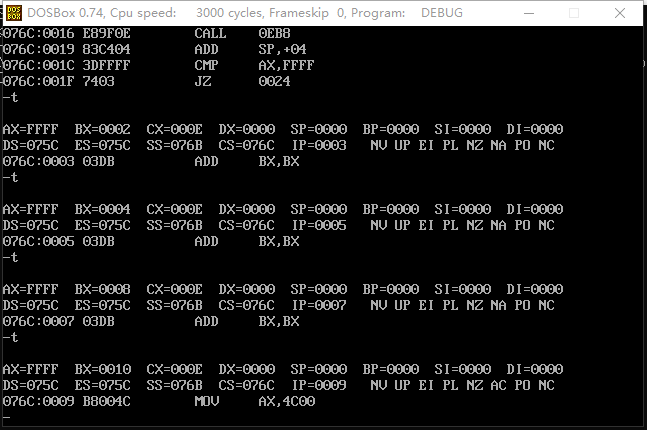 DOSBox 0.74, Cpu speed: 3000 cycles, Frameskip 0, Program: DEBUG
076C:0016 E89F0E CALL 0EB8
076C:0019 83C404 ADD SP,+04
076C:001C 3DFFFF CMP AX,FFFF
076C:001F 7403 JZ 0024
-t
AX=FFFF BX=0002 CX=000E DX=0000 SP=0000 BP=0000 SI=0000 DI=0000
DS=075C ES=075C SS=076B CS=076C IP=0003 NV UP EI PL NZ NA PO NC
076C:0003 03DB ADD BX,BX
-t
AX=FFFF BX=0004 CX=000E DX=0000 SP=0000 BP=0000 SI=0000 DI=0000
DS=075C ES=075C SS=076B CS=076C IP=0005 NV UP EI PL NZ NA PO NC
076C:0005 03DB ADD BX,BX
-t
AX=FFFF BX=0008 CX=000E DX=0000 SP=0000 BP=0000 SI=0000 DI=0000
DS=075C ES=075C SS=076B CS=076C IP=0007 NV UP EI PL NZ NA PO NC
076C:0007 03DB ADD BX,BX
-t
AX=FFFF BX=0010 CX=000E DX=0000 SP=0000 BP=0000 SI=0000 DI=0000
DS=075C ES=075C SS=076B CS=076C IP=0009 NV UP EI PL NZ AC PO NC
076C:0009 B8004C MOV AX,4C00
-